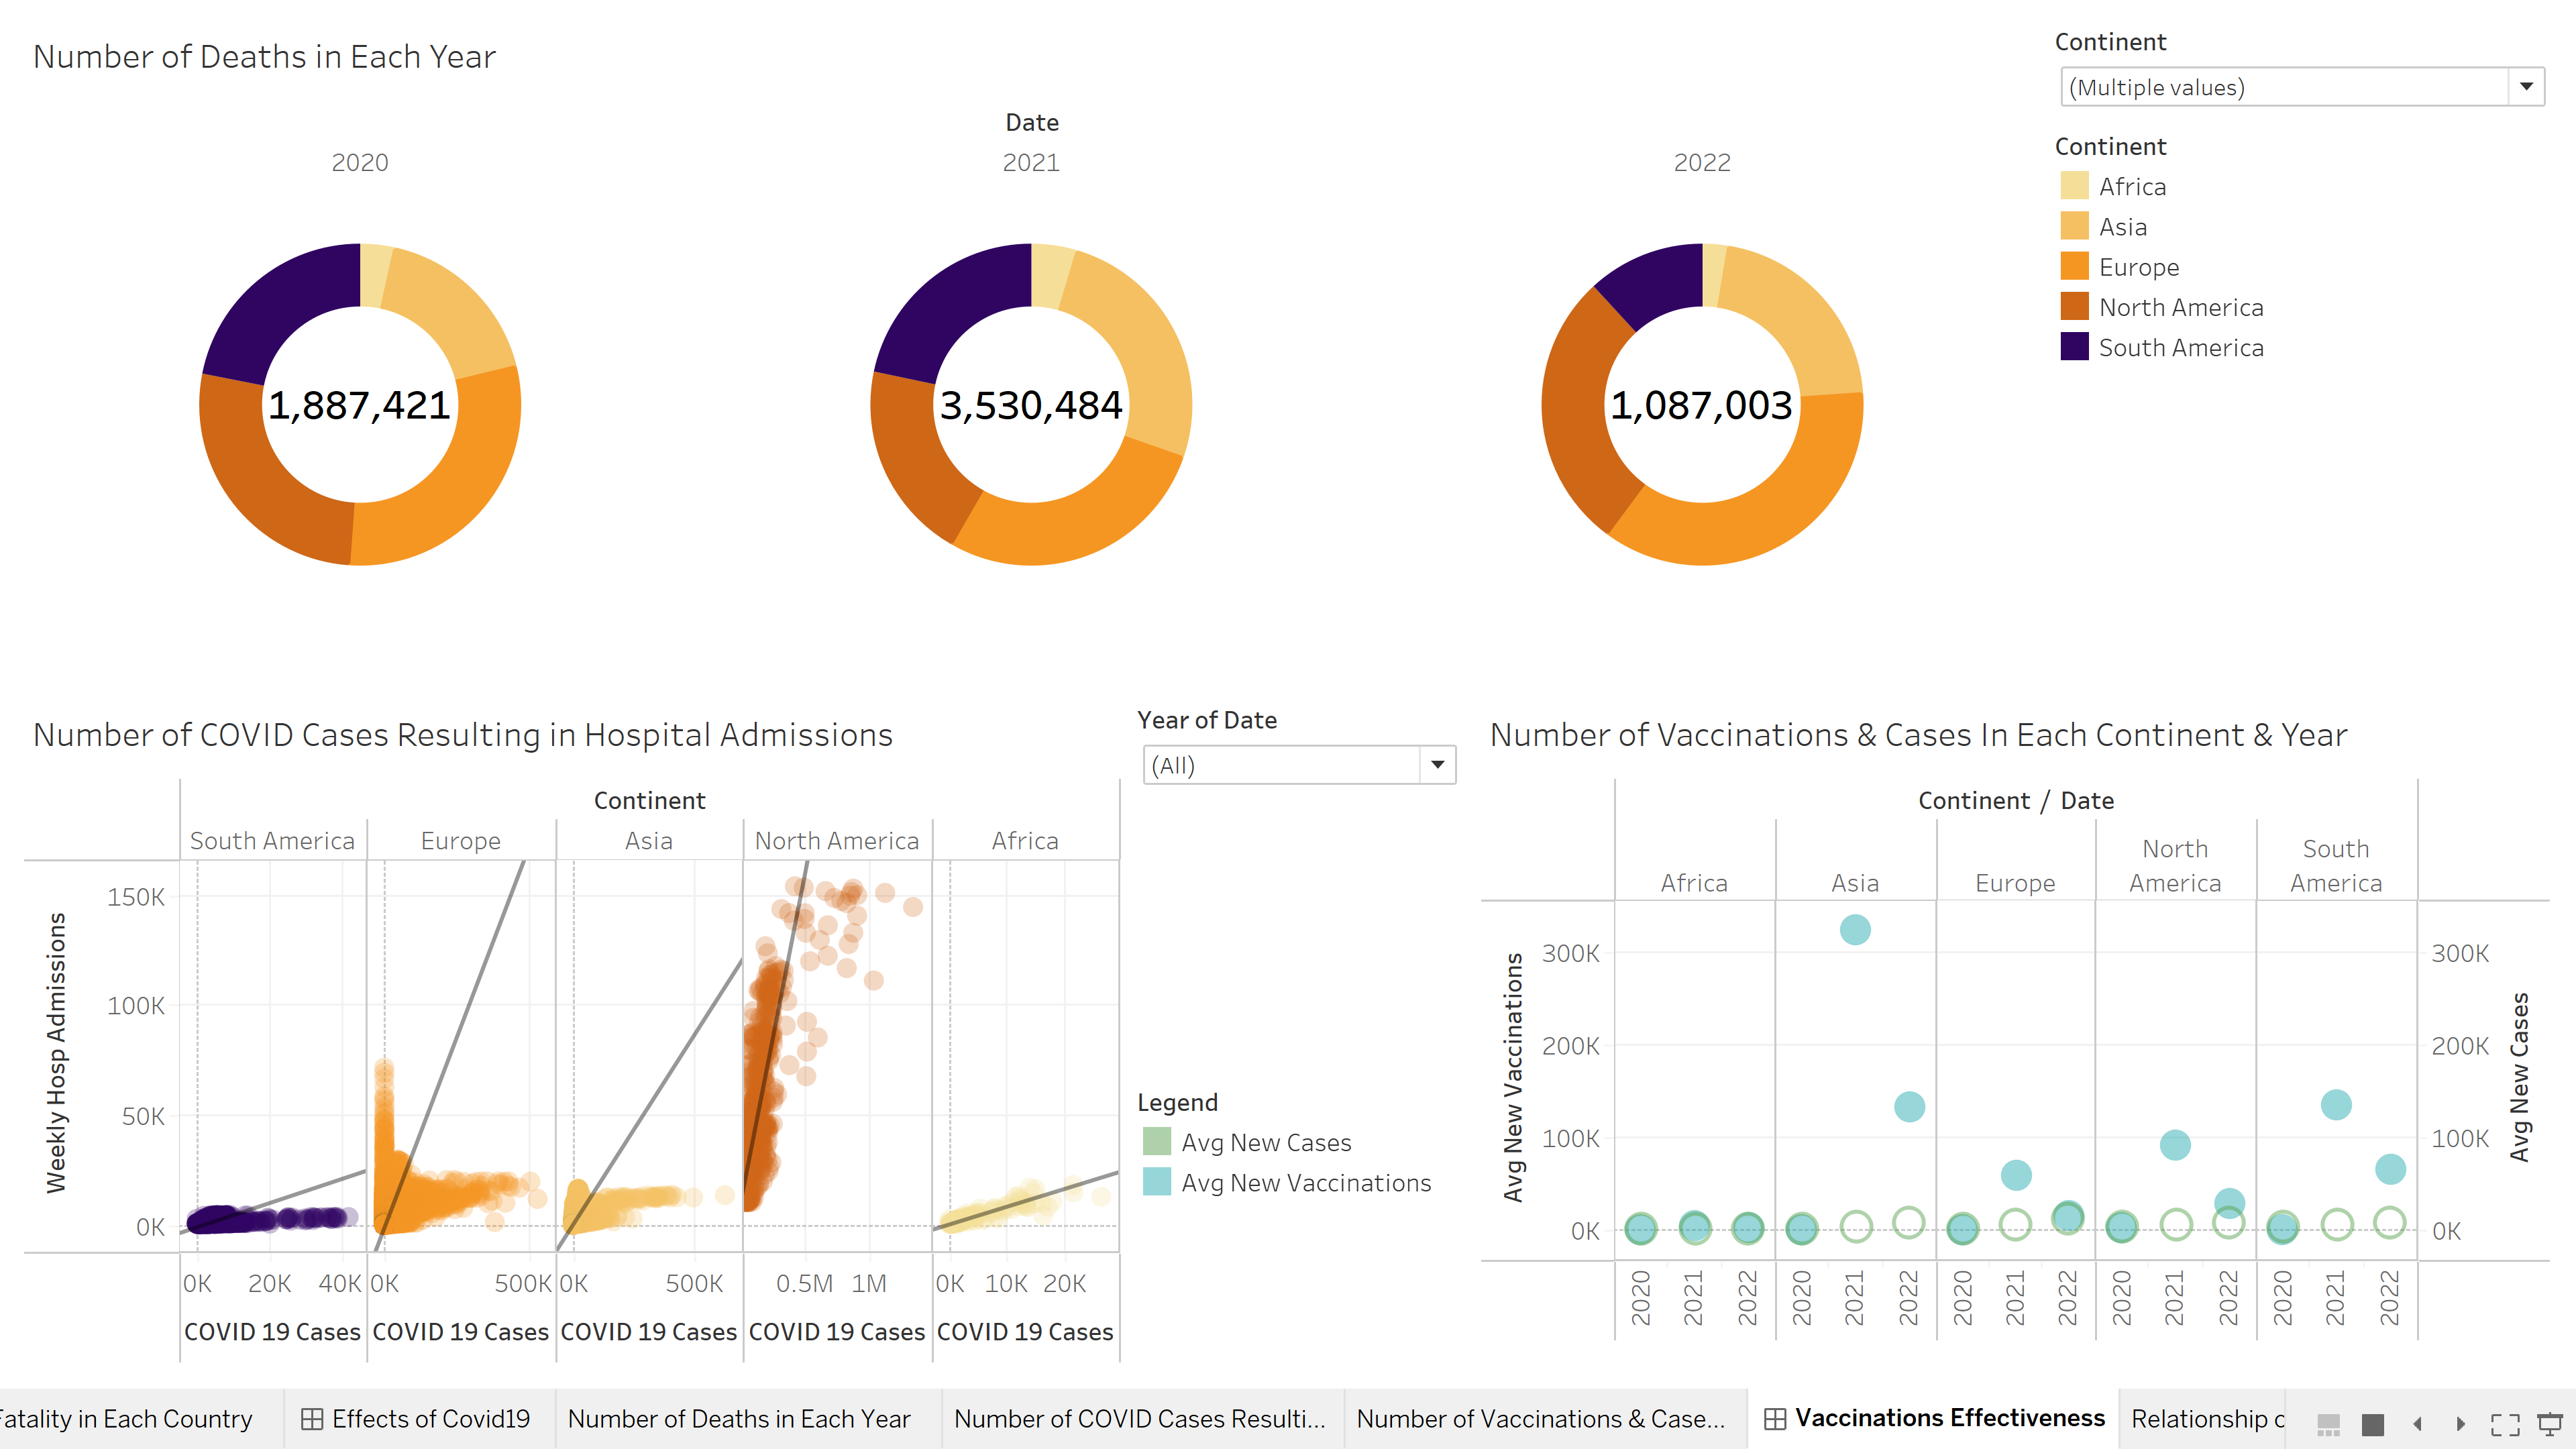 Number of Deaths in Each Year
Date
2020
2021
2022
1,887,421
3,530,484
1,087,003
Continent
(Multiple values)
Continent
Africa
Asia
Europe
North America
South America
Number of COVID Cases Resulting in Hospital Admissions
Continent
South America
Europe
Asia
North America
Africa
Weekly Hosp Admissions
150K
100K
50K
0K
0K 20K 40K
0K 500K
0K 500K
0.5M 1M
0K 10K 20K
COVID 19 Cases
COVID 19 Cases
COVID 19 Cases
COVID 19 Cases
COVID 19 Cases
Year of Date
(All)
Legend
Avg New Cases
Avg New Vaccinations
Number of Vaccinations & Cases In Each Continent & Year
Continent / Date
Africa
Asia
Europe
North
America
South
America
Avg New Vaccinations
300K
200K
100K
0K
300K
200K
100K
0K
Avg New Cases
2020 2021 2022
2020 2021 2022
2020 2021 2022
2020 2021 2022
2020 2021 2022
Fatality in Each Country
Effects of Covid19
Number of Deaths in Each Year
Number of COVID Cases Resulti...
Number of Vaccinations & Case...
Vaccinations Effectiveness
Relationship